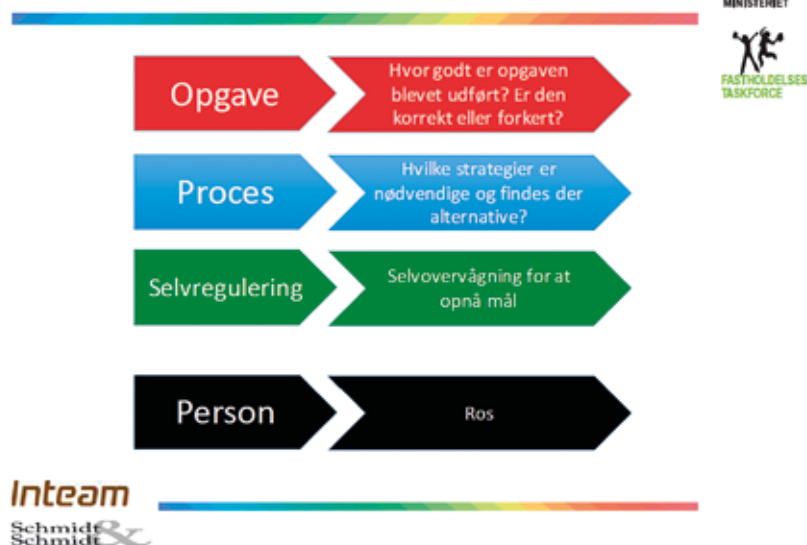 MINISTERIET
FASTHOLDELSES
TASKFORCE
Opgave
Hvor godt er opgaven
blevet udført? Er den
korrekt eller forkert?
Proces
Hvilke strategier er
nødvendige og findes der
alternative?
Selvregulering
Selvovervågning for at
opnå mål
Person
Ros
Inteam
Schmidt &
Schmidt